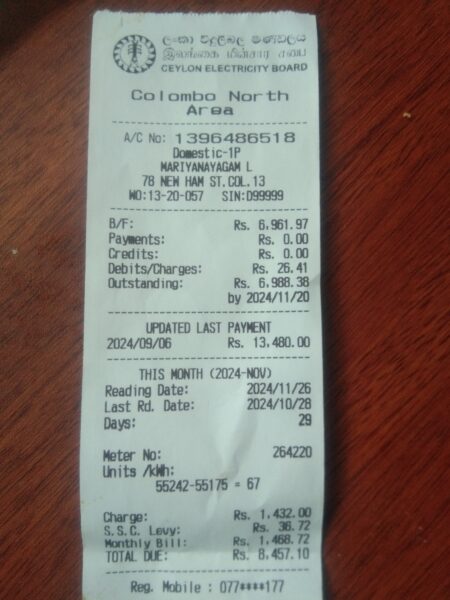 ලංකා විදුලිබල මණ්ඩලය
இலங்கை மின்சார சபை
CEYLON ELECTRICITY BOARD
Colombo North
Area
A/C No: 1396486518
Domestic-1P
MARIYANAYAGAM L
78 NEW HAM ST.COL.13
WO:13-20-057 SIN:D99999
B/F: Rs. 6,961.97
Payments: Rs. 0.00
Credits: Rs. 0.00
Debits/Charges: Rs. 26.41
Outstanding: Rs. 6,988.38
by 2024/11/20
UPDATED LAST PAYMENT
2024/09/06 Rs. 13,480.00
THIS MONTH (2024-NOV)
Reading Date: 2024/11/26
Last Rd. Date: 2024/10/28
Days: 29
Meter No: 264220
Units /kWh:
55242-55175 = 67
Charge: Rs. 1,432.00
S.S.C. Levy: Rs. 36.72
Monthly Bill: Rs. 1,468.72
TOTAL DUE: Rs. 8,457.10
Reg. Mobile : 077****177